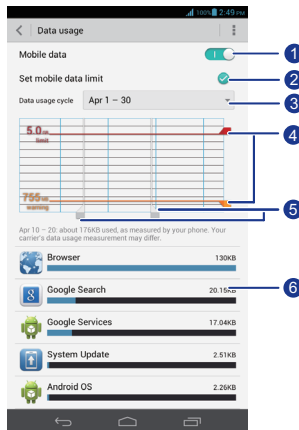 100% 2:49 PM
Data usage
Mobile data
1
Set mobile data limit
2
Data usage cycle Apr 1 – 30
3
5.0
limit
4
755
warning
5
Apr 10 – 20: about 176KB used, as measured by your phone. Your
carrier's data usage measurement may differ.
Browser 130KB
Google Search 20.15KB
6
Google Services 17.04KB
System Update 2.51KB
Android OS 2.26KB